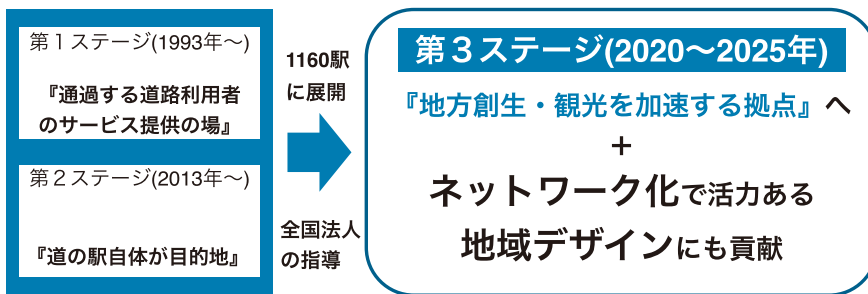 第１ステージ(1993年〜)
『通過する道路利用者
のサービス提供の場』
第２ステージ(2013年〜)
『道の駅自体が目的地』
1160駅
に展開
全国法人
の指導
第３ステージ(2020〜2025年)
『地方創生・観光を加速する拠点』へ
+
ネットワーク化で活力ある
地域デザインにも貢献